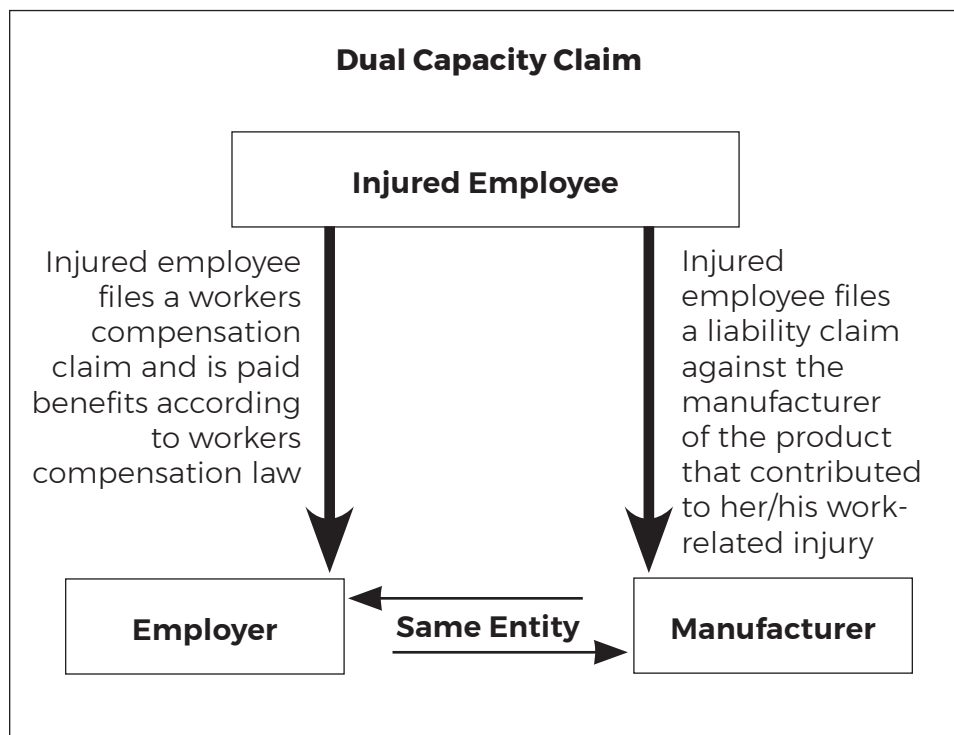 Dual Capacity Claim
Injured Employee
Injured employee
files a workers
compensation
claim and is paid
benefits according
to workers
compensation law
Injured
employee files
a liability claim
against the
manufacturer
of the product
that contributed
to her/his work-
related injury
Employer
Same Entity
Manufacturer